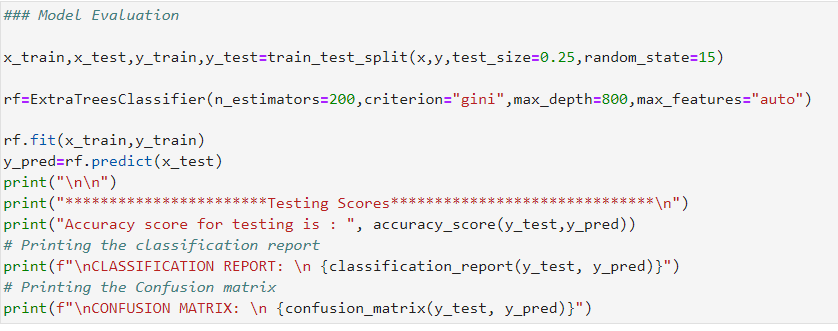 ### Model Evaluation
x_train,x_test,y_train,y_test=train_test_split(x,y,test_size=0.25,random_state=15)
rf=ExtraTreesClassifier(n_estimators=200,criterion="gini",max_depth=800,max_features="auto")
rf.fit(x_train,y_train)
y_pred=rf.predict(x_test)
print("\n\n")
print("***********************Testing Scores******************************\n")
print("Accuracy score for testing is : ", accuracy_score(y_test,y_pred))
# Printing the classification report
print(f"\nCLASSIFICATION REPORT: \n {classification_report(y_test, y_pred)}")
# Printing the Confusion matrix
print(f"\nCONFUSION MATRIX: \n {confusion_matrix(y_test, y_pred)}")